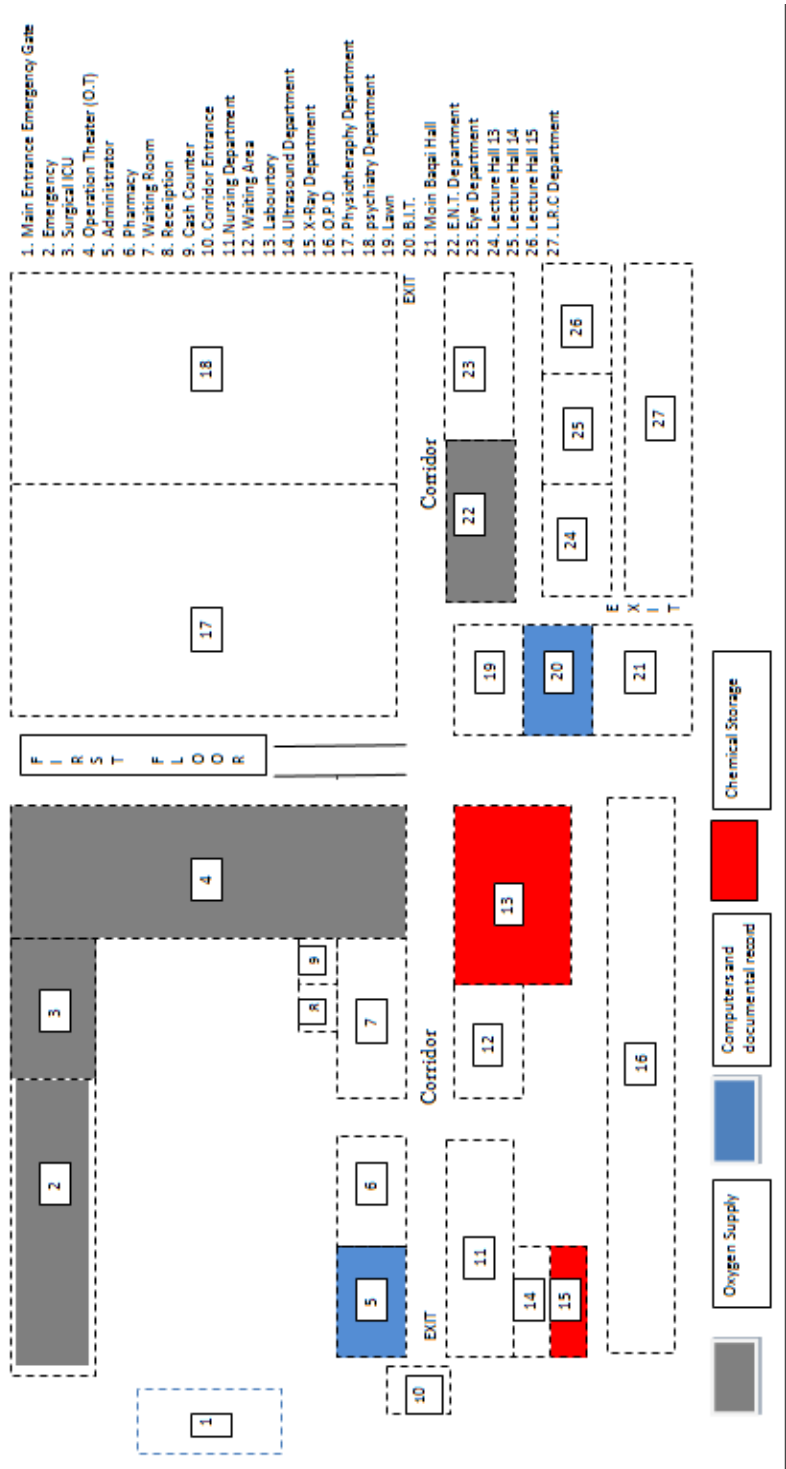 1. Main Entrance Emergency Gate
2. Emergency
3. Surgical ICU
4. Operation Theater (O.T)
5. Administrator
6. Pharmacy
7. Waiting Room
8. Receiption
9. Cash Counter
10. Corridor Entrance
11.Nursing Department
12. Waiting Area
13. Labourtory
14. Ultrasound Department
15. X-Ray Department
16. O.P.D
17. Physiotheraphy Department
18. psychiatry Department
19. Lawn
20. B.I.T.
21. Moin Baqai Hall
22. E.N.T. Department
23. Eye Department
24. Lecture Hall 13
25. Lecture Hall 14
26. Lecture Hall 15
27. L.R.C Department
2
3
FIRST FLOOR
1
4
17
18
8
9
5
6
7
10
EXIT
Corridor
Corridor
EXIT
11
12
13
19
22
23
14
15
20
24
25
26
16
21
EXIT
27
Oxygen Supply
Computers and
documental record
Chemical Storage